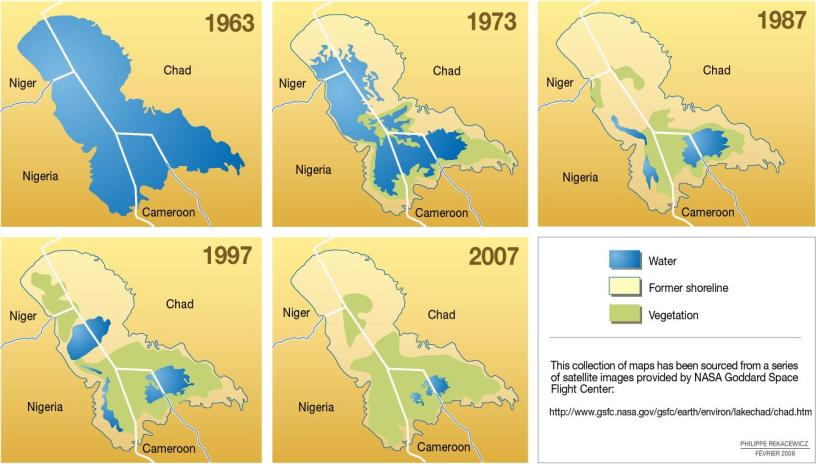 1963
Niger
Chad
Nigeria
Cameroon
1973
Niger
Chad
Nigeria
Cameroon
1987
Niger
Chad
Nigeria
Cameroon
1997
Niger
Chad
Nigeria
Cameroon
2007
Niger
Chad
Nigeria
Cameroon
Water
Former shoreline
Vegetation
This collection of maps has been sourced from a series
of satellite images provided by NASA Goddard Space
Flight Center:
http://www.gsfc.nasa.gov/gsfc/earth/environ/lakechad/chad.htm
PHILIPPE REKACEWICZ
FÉVRIER 2008